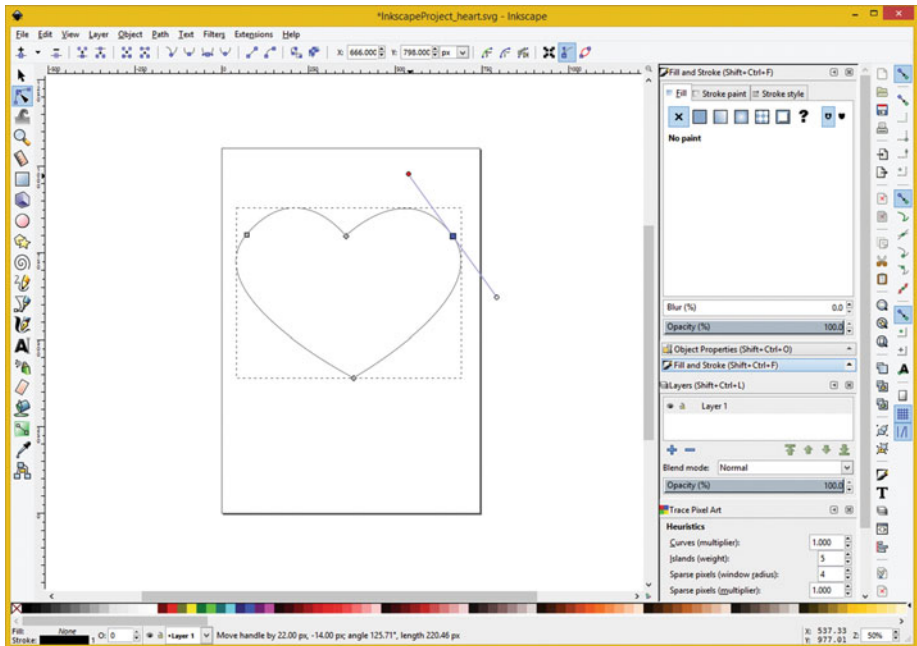 *InkscapeProject_heart.svg - Inkscape
File Edit View Layer Object Path Text Filters Extensions Help
X: 666.000 Y: 798.000 px
Fill and Stroke (Shift+Ctrl+F)
Fill Stroke paint Stroke style
No paint
Blur (%) 0.0
Opacity (%) 100.0
Object Properties (Shift+Ctrl+O)
Fill and Stroke (Shift+Ctrl+F)
Layers (Shift+Ctrl+L)
Layer 1
Blend mode: Normal
Opacity (%) 100.0
Trace Pixel Art
Heuristics
Curves (multiplier): 1.000
Islands (weight): 5
Sparse pixels (window radius): 4
Sparse pixels (multiplier): 1.000
Fill: None
Stroke: 1 O: 0 Layer 1 Move handle by 22.00 px, -14.00 px; angle 125.71°, length 220.46 px X: 537.33 Z: 50%
Y: 977.01